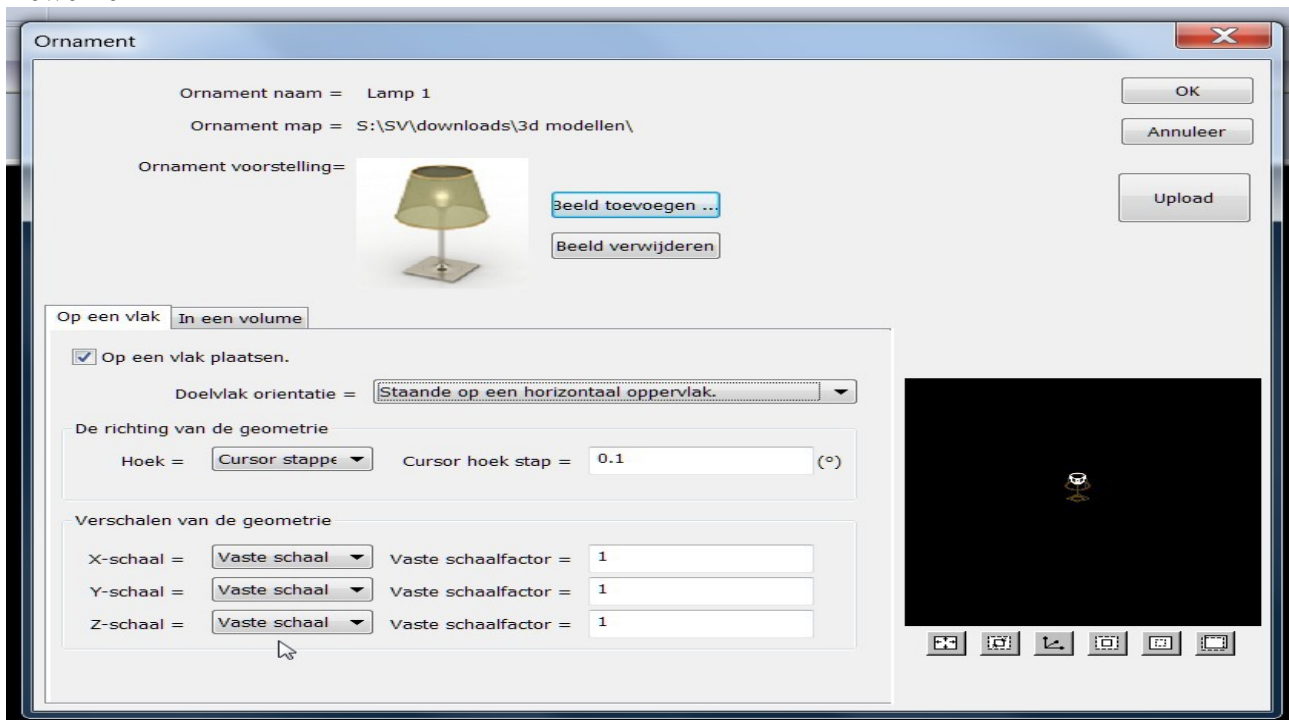 Ornament
Ornament naam = Lamp 1
OK
Ornament map = S:\SV\downloads\3d modellen\
Annuleer
Ornament voorstelling=
Beeld toevoegen ...
Upload
Beeld verwijderen
Op een vlak In een volume
Op een vlak plaatsen.
Doelvlak orientatie = Staande op een horizontaal oppervlak.
De richting van de geometrie
Hoek = Cursor stappe Cursor hoek stap = 0.1 (°)
Verschalen van de geometrie
X-schaal = Vaste schaal Vaste schaalfactor = 1
Y-schaal = Vaste schaal Vaste schaalfactor = 1
Z-schaal = Vaste schaal Vaste schaalfactor = 1